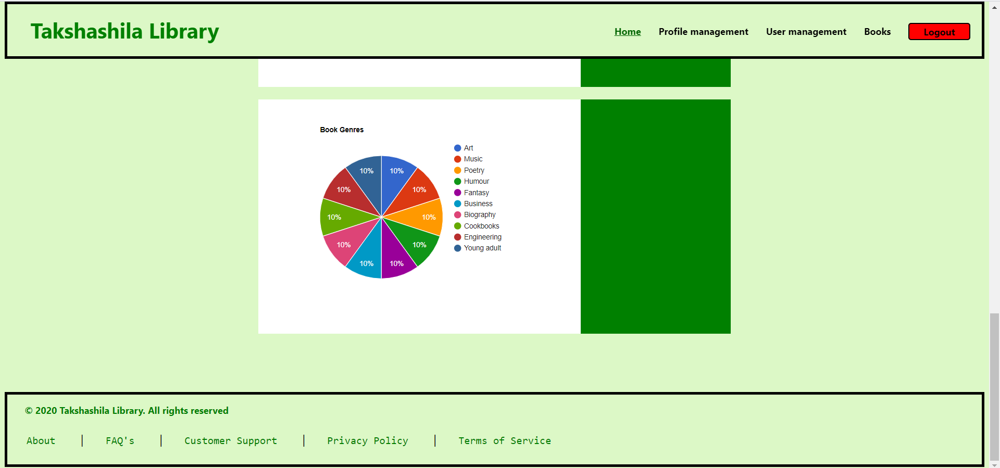 Takshashila Library
Home Profile management User management Books Logout
Book Genres
Art
Music
Poetry
Humour
Fantasy
Business
Biography
Cookbooks
Engineering
Young adult
10% 10%
10% 10%
10% 10%
10% 10%
10% 10%
© 2020 Takshashila Library. All rights reserved
About | FAQ's | Customer Support | Privacy Policy | Terms of Service